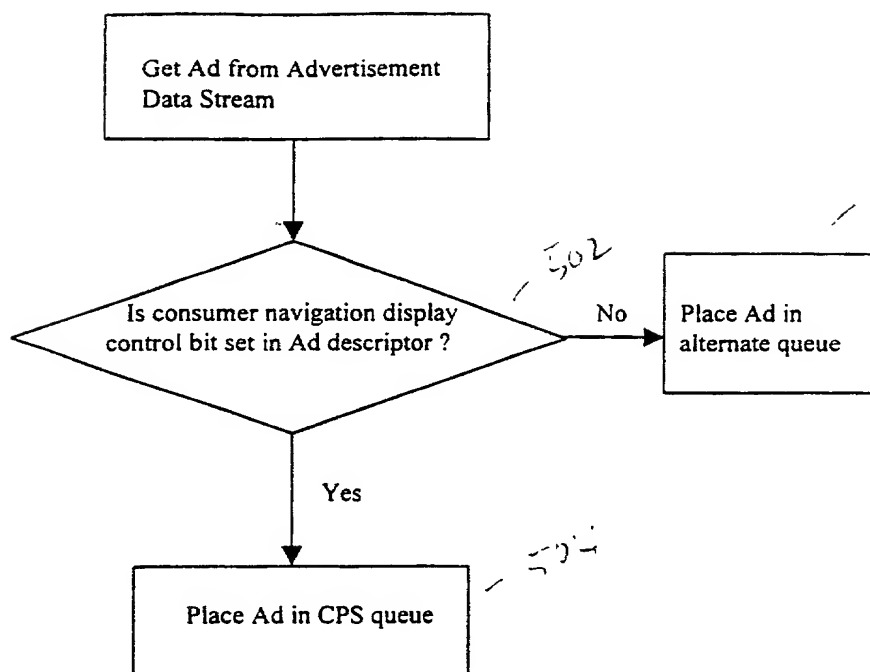 Get Ad from Advertisement
Data Stream
502
Is consumer navigation display
control bit set in Ad descriptor ?
No
Place Ad in
alternate queue
Yes
Place Ad in CPS queue